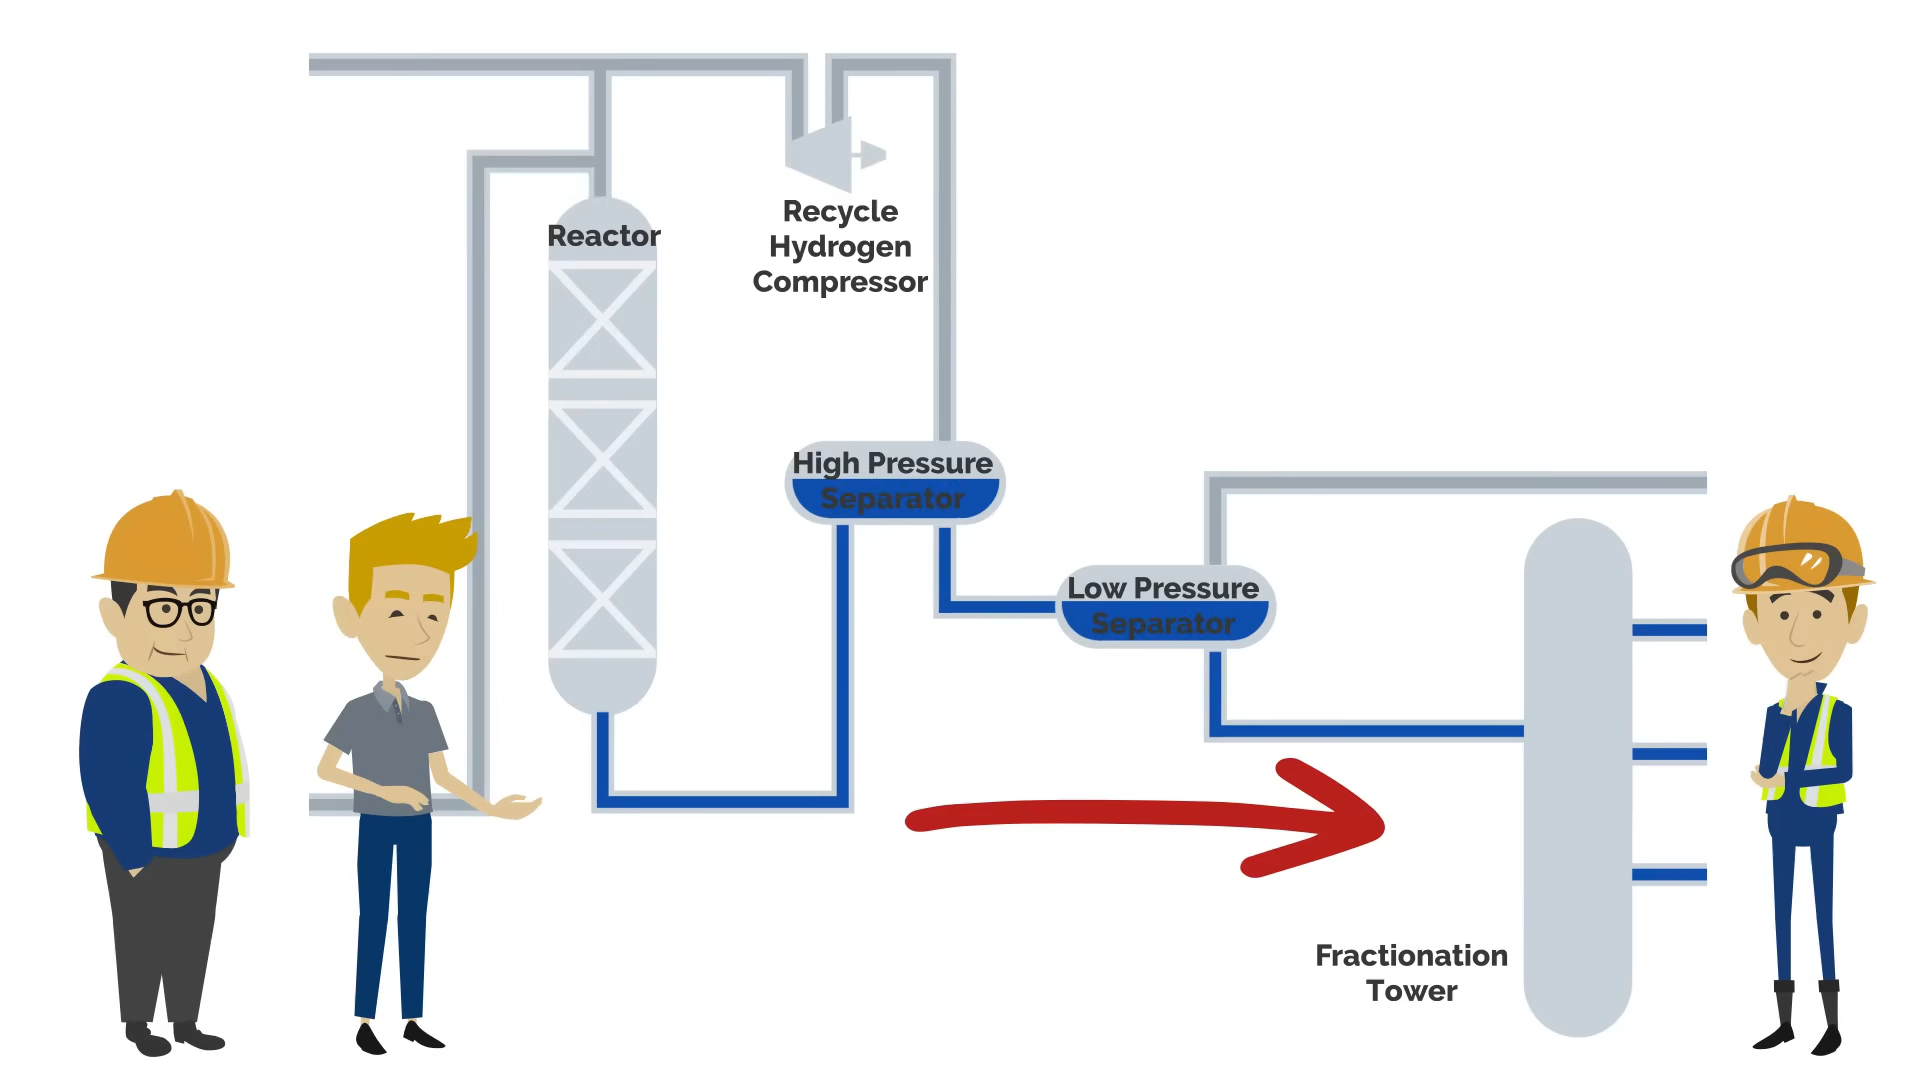 Reactor
Recycle
Hydrogen
Compressor
High Pressure
Separator
Low Pressure
Separator
Fractionation
Tower